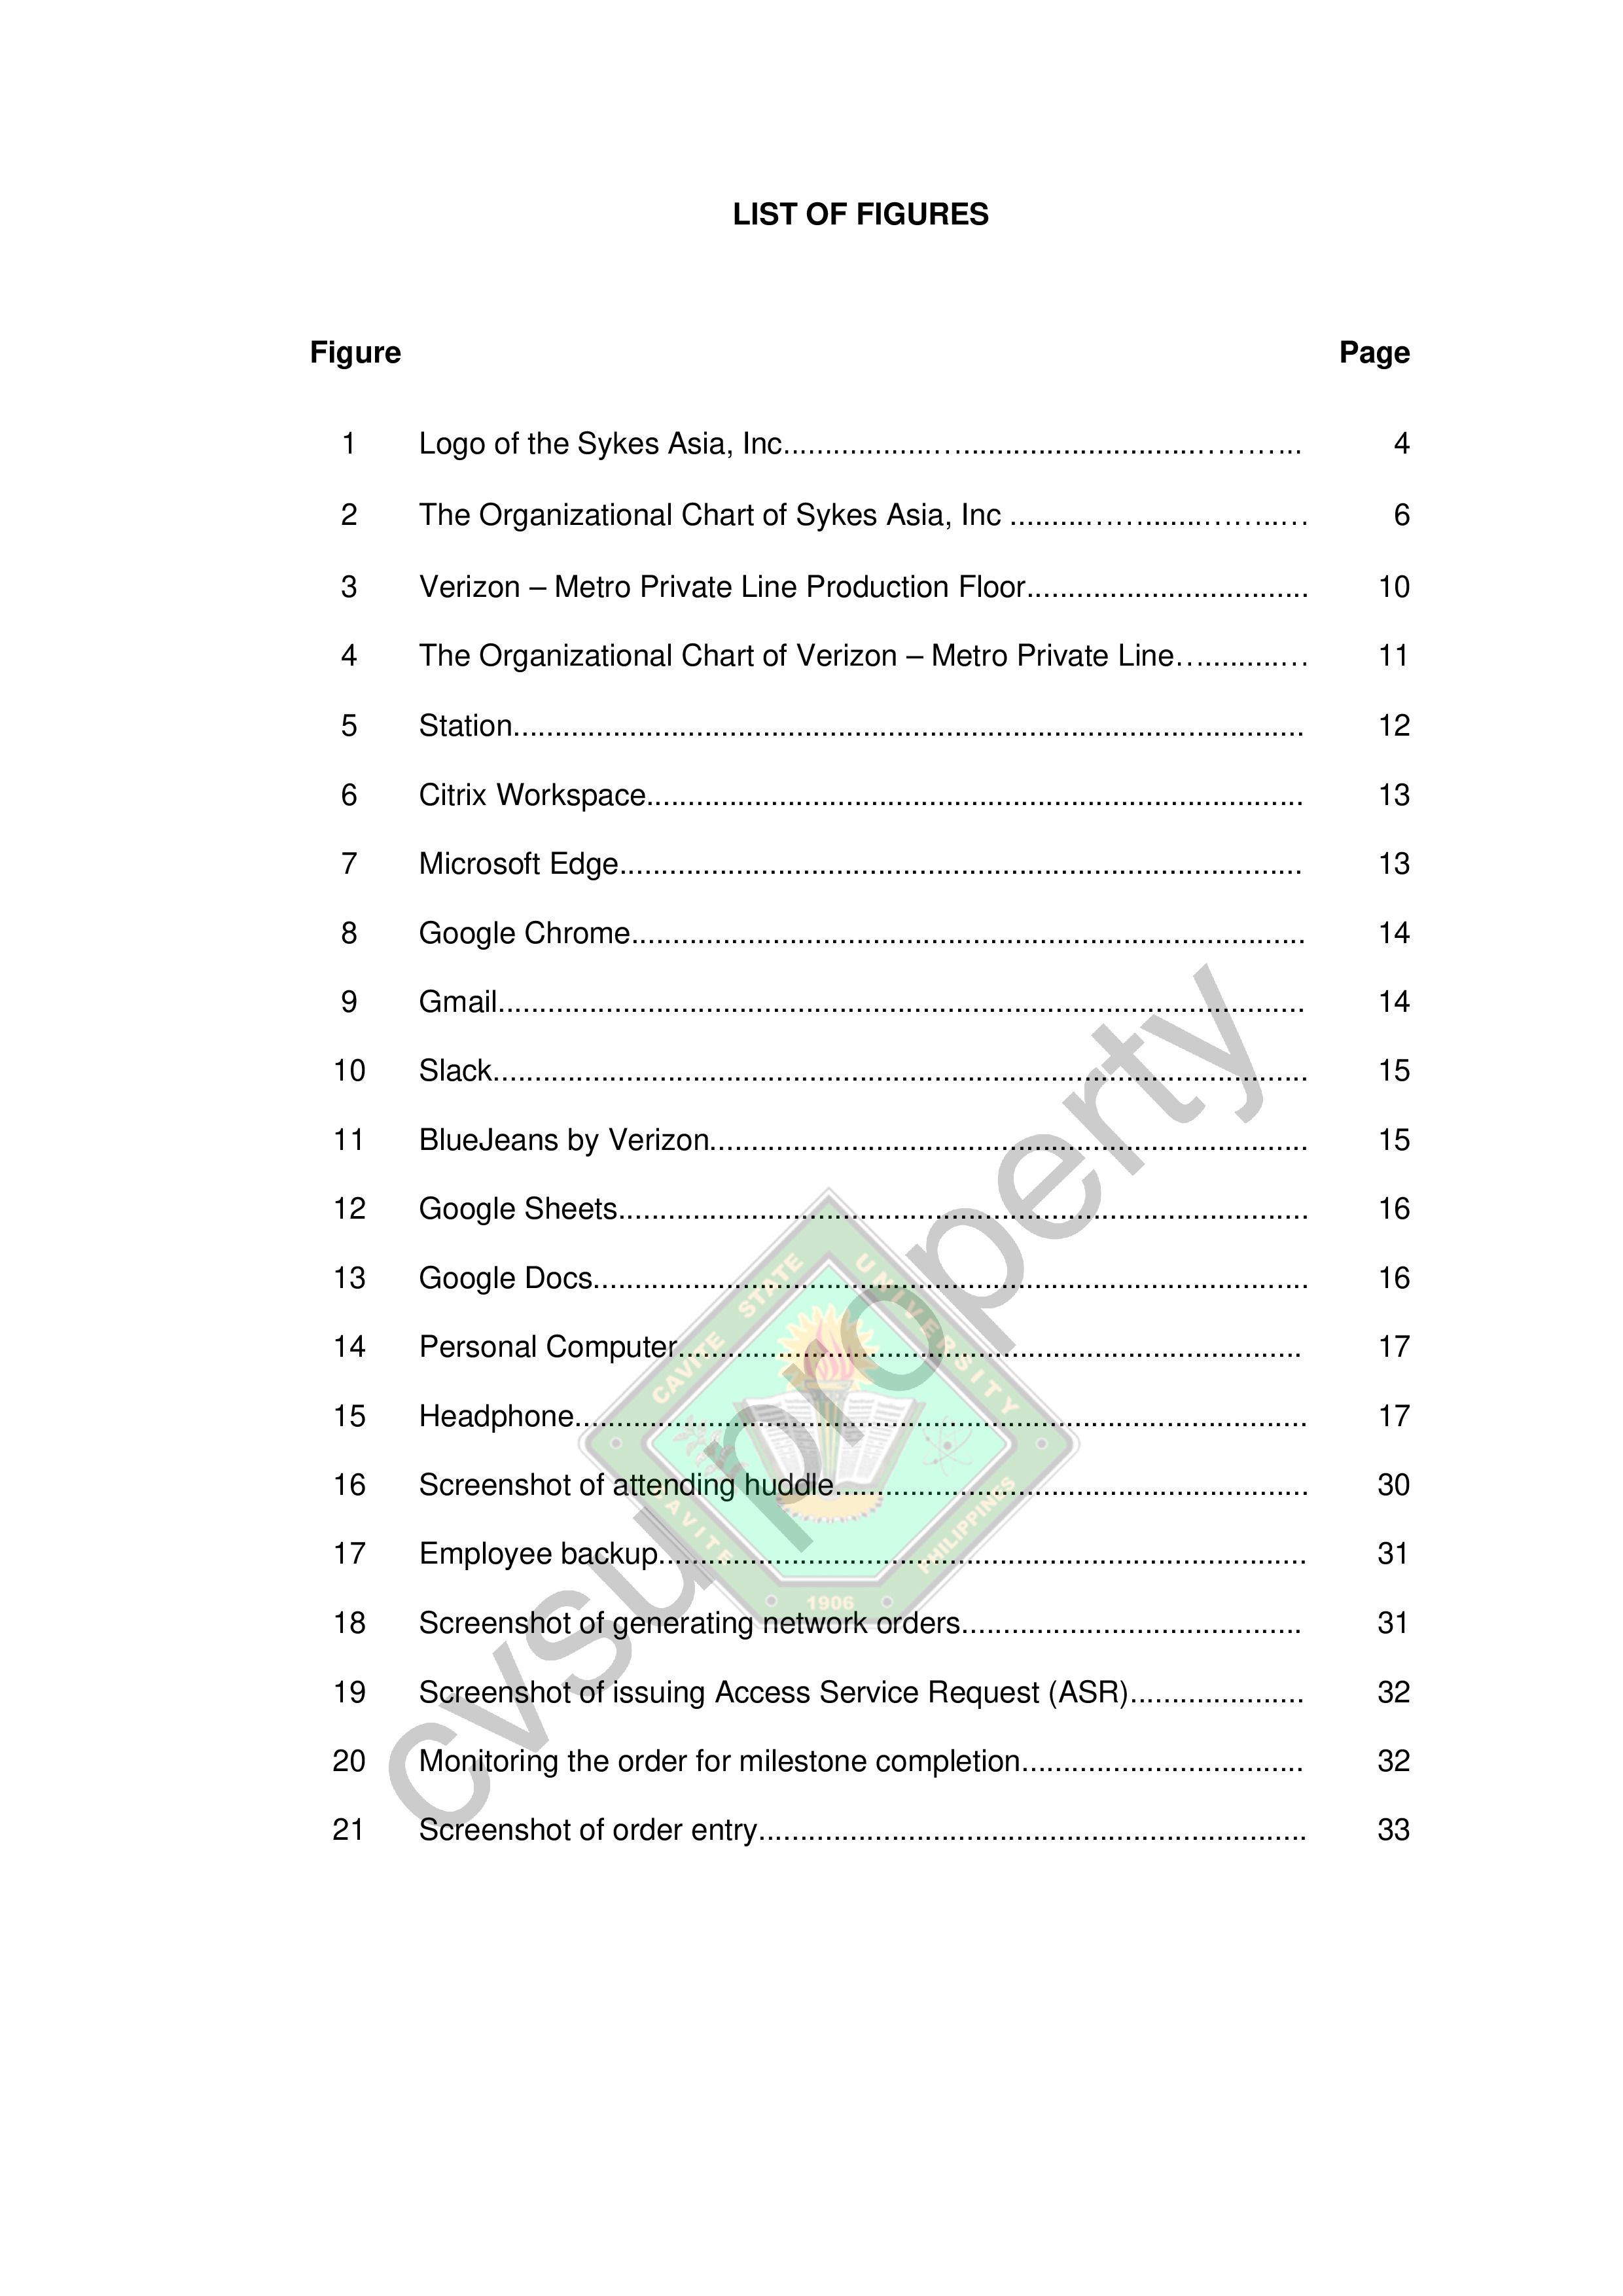 LIST OF FIGURES
Figure Page
1 Logo of the Sykes Asia, Inc..................…..............................……….. 4
2 The Organizational Chart of Sykes Asia, Inc .........……......……..… 6
3 Verizon – Metro Private Line Production Floor.................................. 10
4 The Organizational Chart of Verizon – Metro Private Line…..........… 11
5 Station................................................................................................ 12
6 Citrix Workspace................................................................................ 13
7 Microsoft Edge................................................................................... 13
8 Google Chrome.................................................................................. 14
9 Gmail.................................................................................................. 14
10 Slack................................................................................................... 15
11 BlueJeans by Verizon......................................................................... 15
12 Google Sheets.................................................................................... 16
13 Google Docs....................................................................................... 16
14 Personal Computer............................................................................ 17
15 Headphone......................................................................................... 17
16 Screenshot of attending huddle......................................................... 30
17 Employee backup............................................................................... 31
18 Screenshot of generating network orders......................................... 31
19 Screenshot of issuing Access Service Request (ASR)..................... 32
20 Monitoring the order for milestone completion.................................. 32
21 Screenshot of order entry.................................................................. 33
cvsu property
CAVITE STATE UNIVERSITY
CAVITE PHILIPPINES
1906